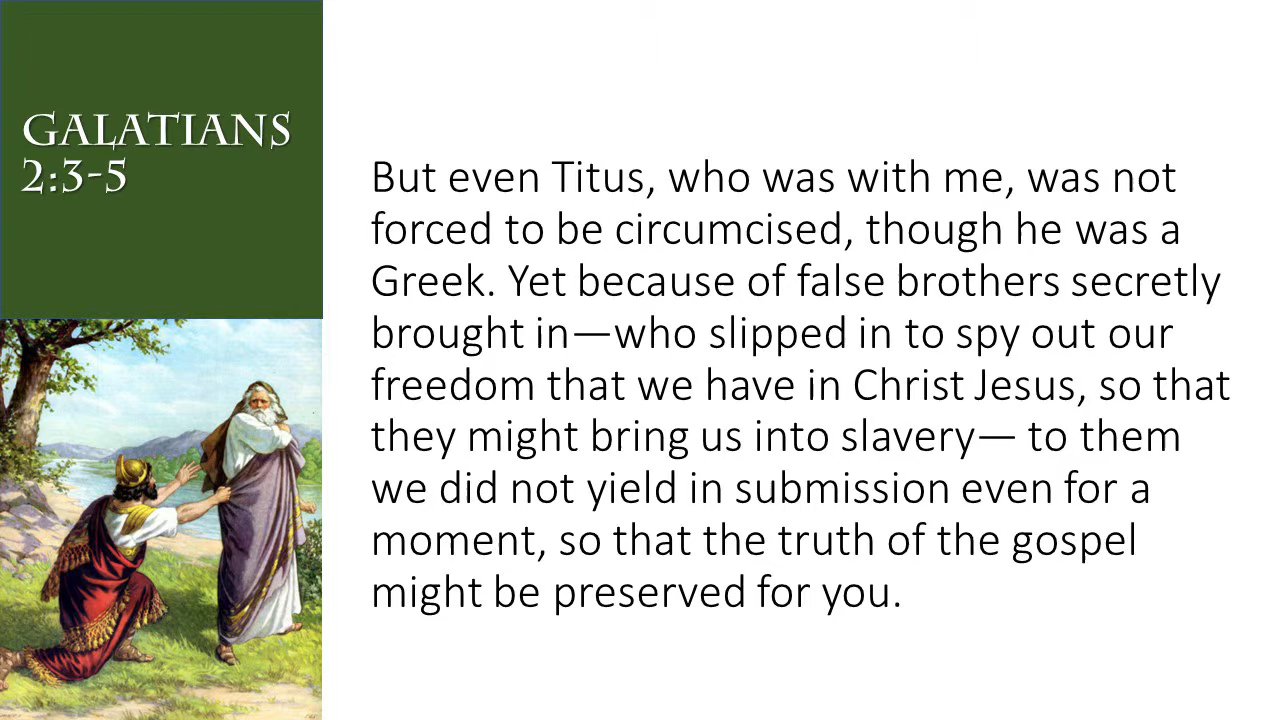 GALATIANS
2:3-5
But even Titus, who was with me, was not
forced to be circumcised, though he was a
Greek. Yet because of false brothers secretly
brought in—who slipped in to spy out our
freedom that we have in Christ Jesus, so that
they might bring us into slavery— to them
we did not yield in submission even for a
moment, so that the truth of the gospel
might be preserved for you.